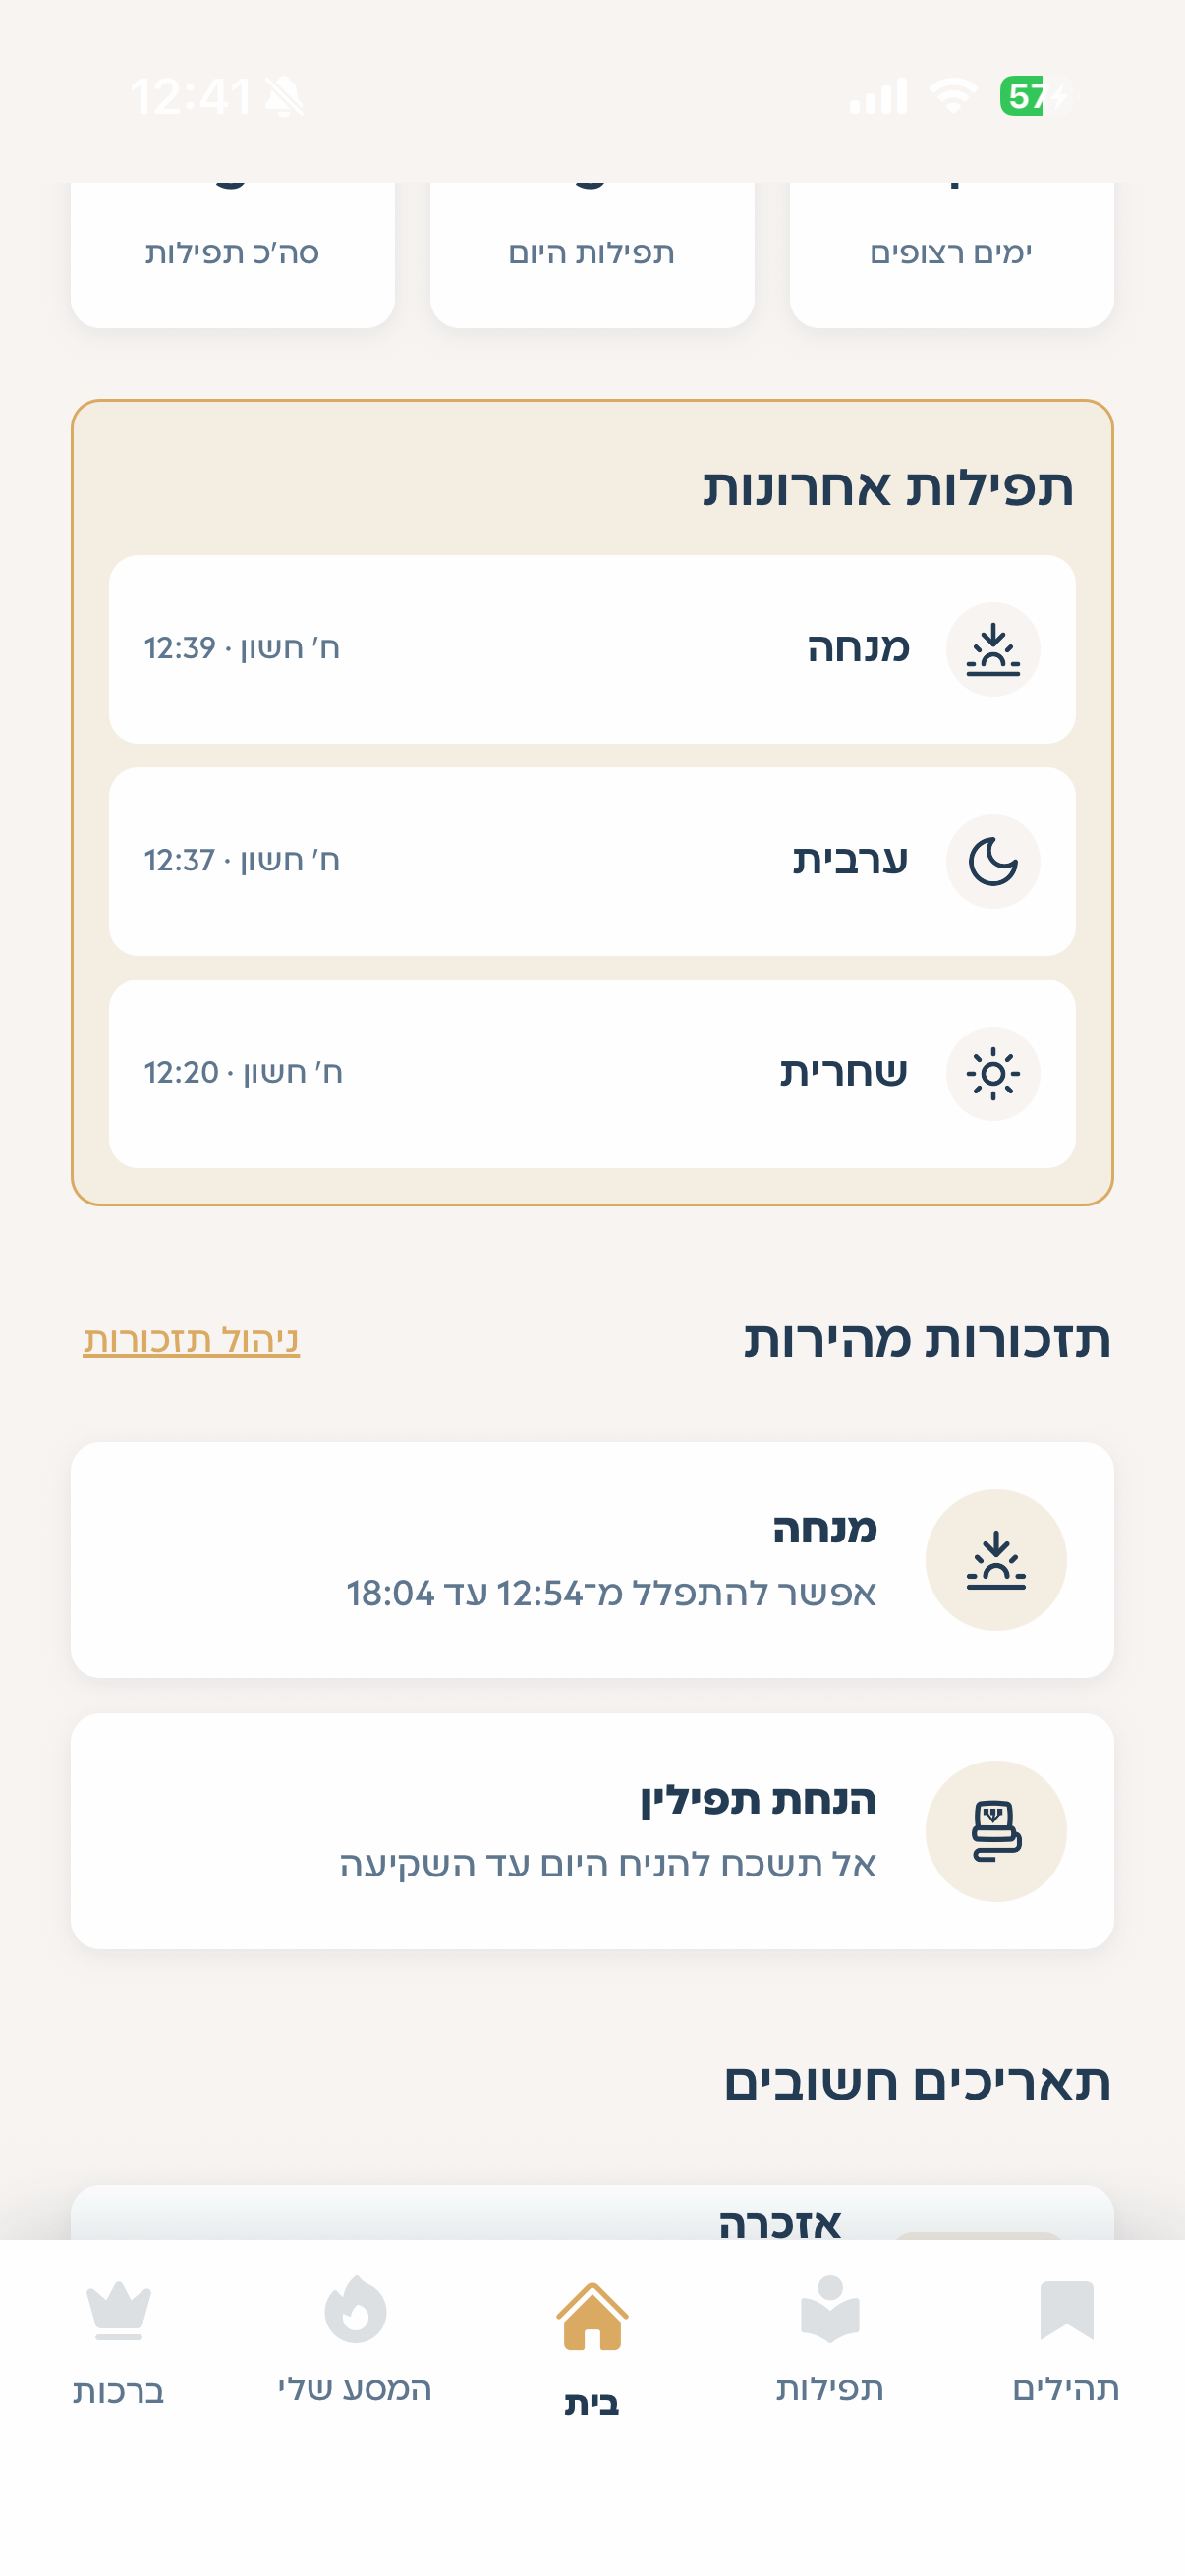 12:41
57
ימים רצופים
תפילות היום
סה'כ תפילות
תפילות אחרונות
מנחה
ח' חשון · 12:39
ערבית
ח' חשון · 12:37
שחרית
ח' חשון · 12:20
תזכורות מהירות
ניהול תזכורות
מנחה
אפשר להתפלל מ־12:54 עד 18:04
הנחת תפילין
אל תשכח להניח היום עד השקיעה
תאריכים חשובים
אזכרה
תהילים
תפילות
בית
המסע שלי
ברכות